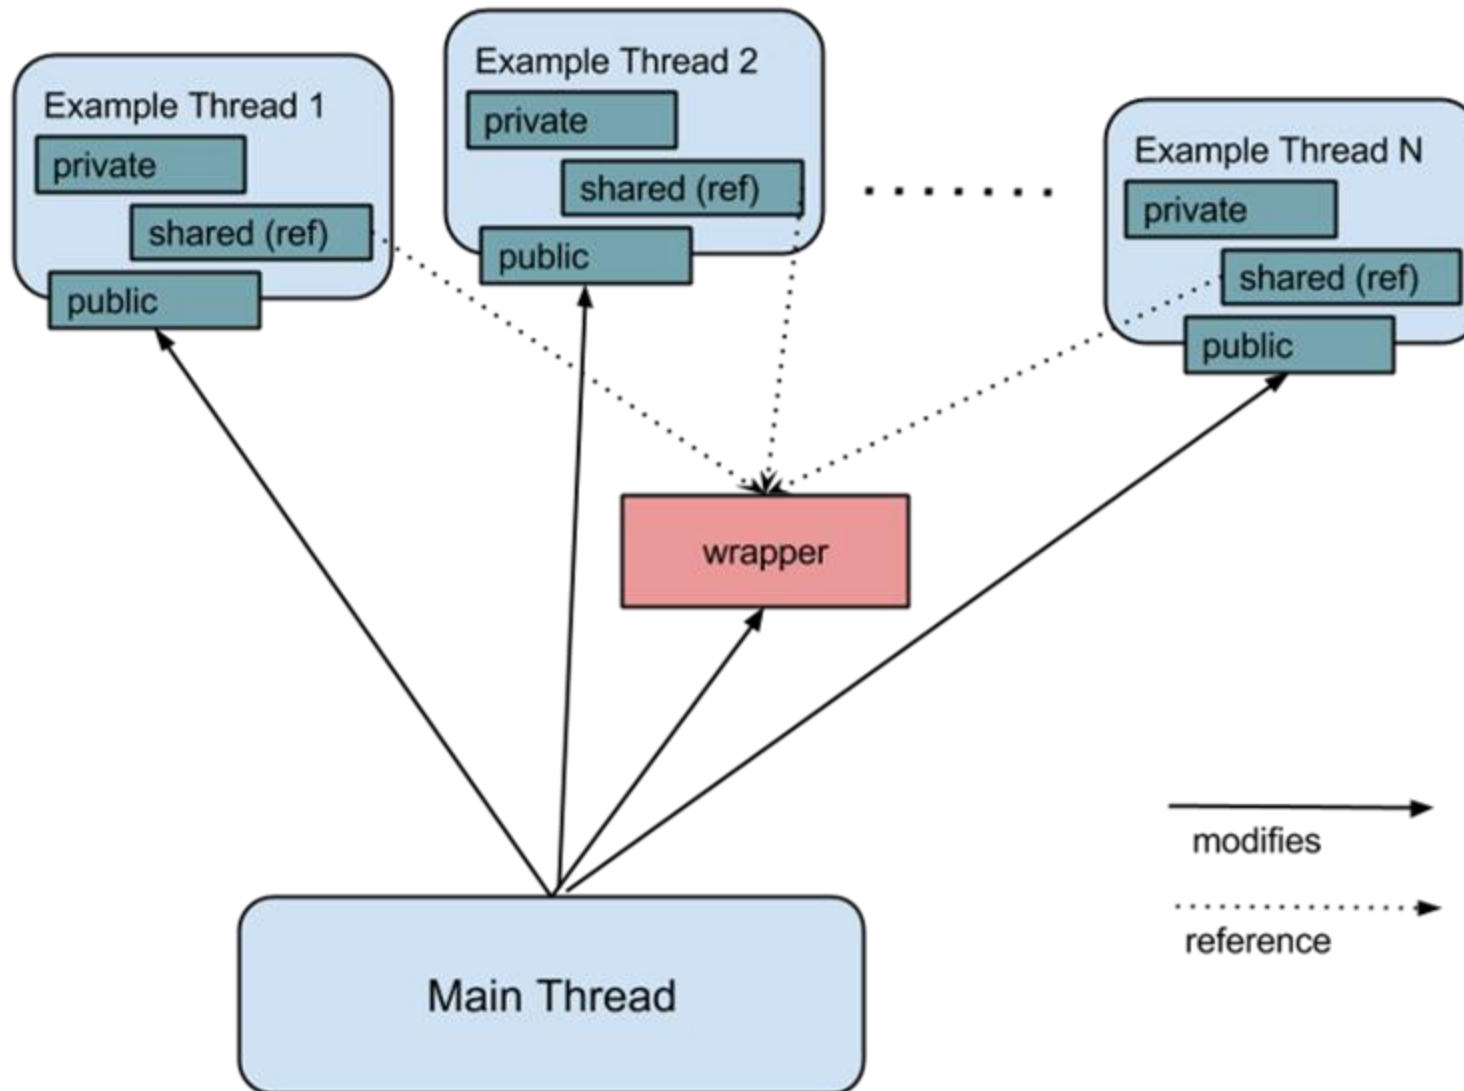 Example Thread 1
private
shared (ref)
public
Example Thread 2
private
shared (ref)
public
Example Thread N
private
shared (ref)
public
wrapper
modifies
reference
Main Thread